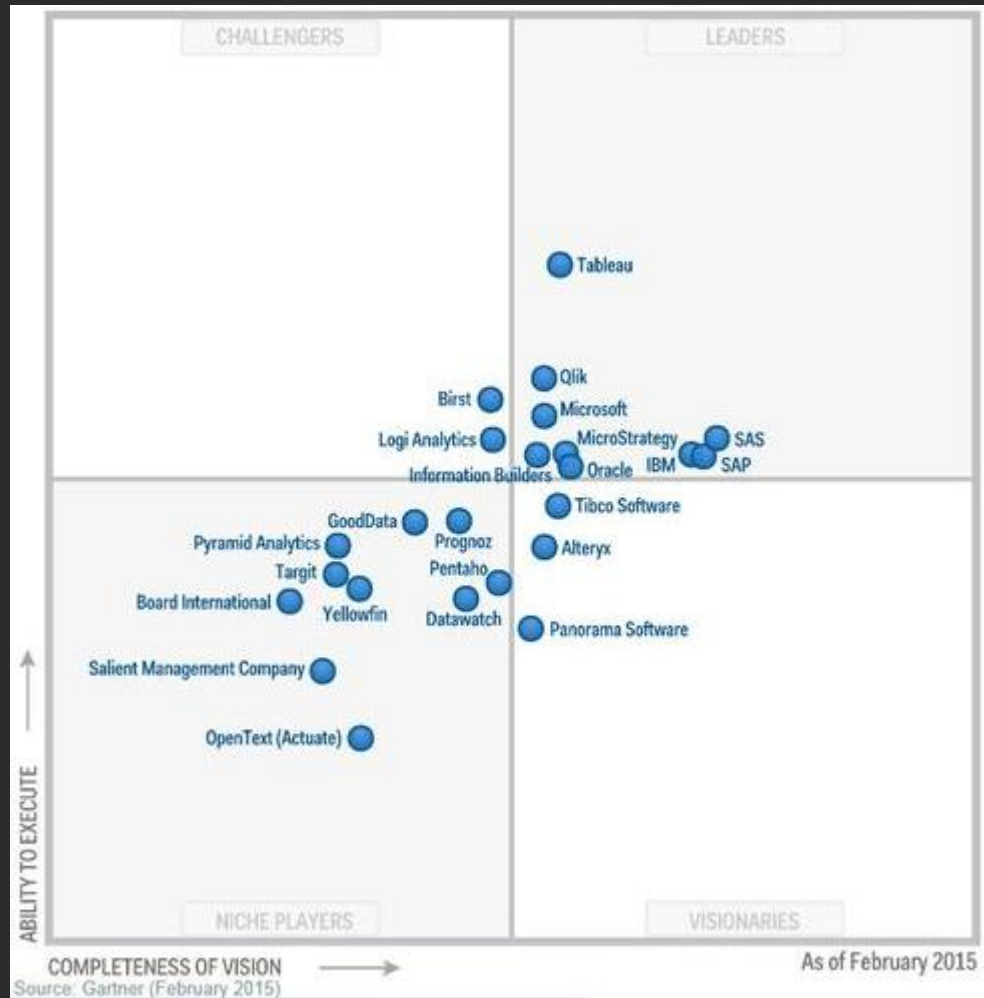 CHALLENGERS
LEADERS
Tableau
Qlik
Birst
Microsoft
Logi Analytics
MicroStrategy
SAS
Information Builders
Oracle
IBM
SAP
Tibco Software
GoodData
Prognoz
Pyramid Analytics
Alteryx
Targit
Pentaho
Board International
Yellowfin
Datawatch
Panorama Software
Salient Management Company
OpenText (Actuate)
ABILITY TO EXECUTE
NICHE PLAYERS
VISIONARIES
COMPLETENESS OF VISION
As of February 2015
Source: Gartner (February 2015)